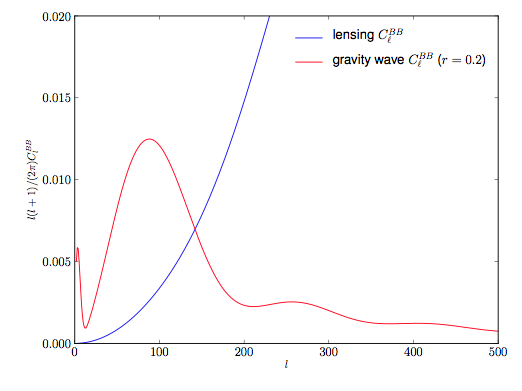 lensing C_ℓ^{BB}
gravity wave C_ℓ^{BB} (r = 0.2)
l(l + 1)/(2π)C_l^{BB}
0.020
0.015
0.010
0.005
0.000
0 100 200 300 400 500
l